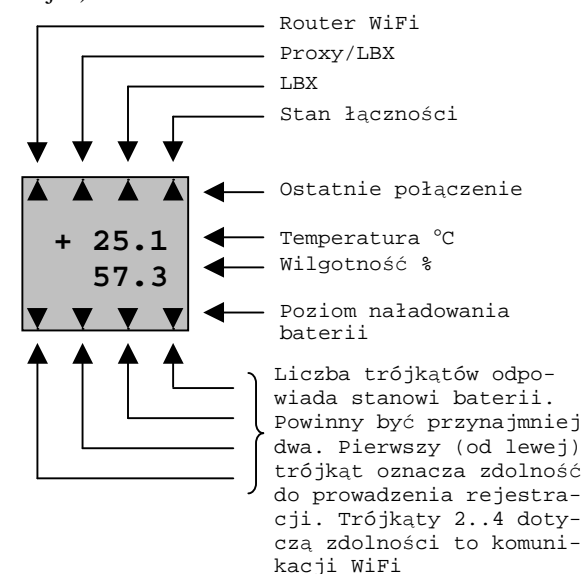 Router WiFi
Proxy/LBX
LBX
Stan łączności
Ostatnie połączenie
+ 25.1
Temperatura °C
57.3
Wilgotność %
Poziom naładowania
baterii
Liczba trójkątów odpo-
wiada stanowi baterii.
Powinny być przynajmniej
dwa. Pierwszy (od lewej)
trójkąt oznacza zdolność
do prowadzenia rejestra-
cji. Trójkąty 2..4 doty-
czą zdolności to komuni-
kacji WiFi